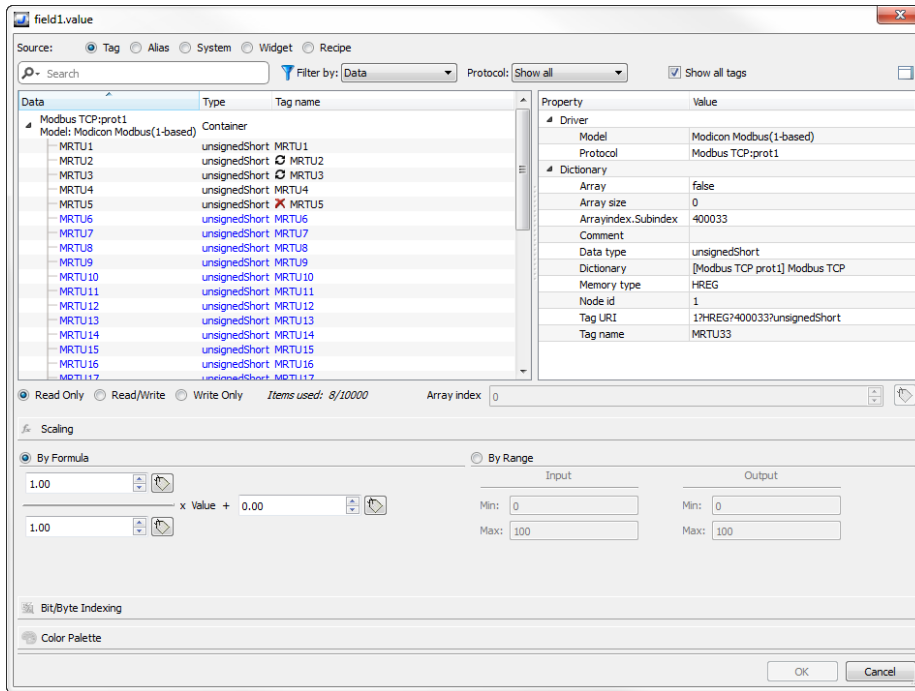 field1.value
Source: Tag Alias System Widget Recipe
Search Filter by: Data Protocol: Show all Show all tags
Data Type Tag name
Modbus TCP:prot1
Model: Modicon Modbus(1-based) Container
MRTU1 unsignedShort MRTU1
MRTU2 unsignedShort MRTU2
MRTU3 unsignedShort MRTU3
MRTU4 unsignedShort MRTU4
MRTU5 unsignedShort MRTU5
MRTU6 unsignedShort MRTU6
MRTU7 unsignedShort MRTU7
MRTU8 unsignedShort MRTU8
MRTU9 unsignedShort MRTU9
MRTU10 unsignedShort MRTU10
MRTU11 unsignedShort MRTU11
MRTU12 unsignedShort MRTU12
MRTU13 unsignedShort MRTU13
MRTU14 unsignedShort MRTU14
MRTU15 unsignedShort MRTU15
MRTU16 unsignedShort MRTU16
MRTU17 unsignedShort MRTU17
Property Value
Driver
Model Modicon Modbus(1-based)
Protocol Modbus TCP:prot1
Dictionary
Array false
Array size 0
Arrayindex.Subindex 400033
Comment
Data type unsignedShort
Dictionary [Modbus TCP prot1] Modbus TCP
Memory type HREG
Node id 1
Tag URI 1?HREG?400033?unsignedShort
Tag name MRTU33
Read Only Read/Write Write Only Items used: 8/10000 Array index 0
Scaling
By Formula
1.00
x Value + 0.00
1.00
By Range
Input Output
Min: 0 Min: 0
Max: 100 Max: 100
Bit/Byte Indexing
Color Palette
OK Cancel